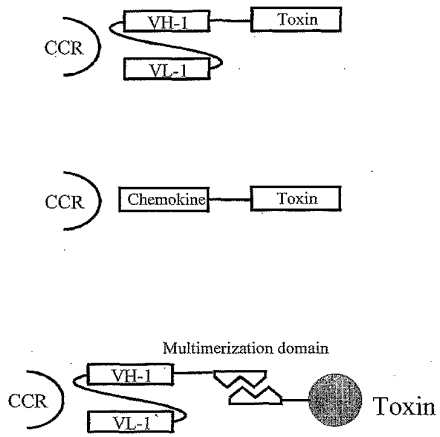 VH-1 Toxin
CCR
VL-1
CCR Chemokine Toxin
Multimerization domain
VH-1
CCR Toxin
VL-1